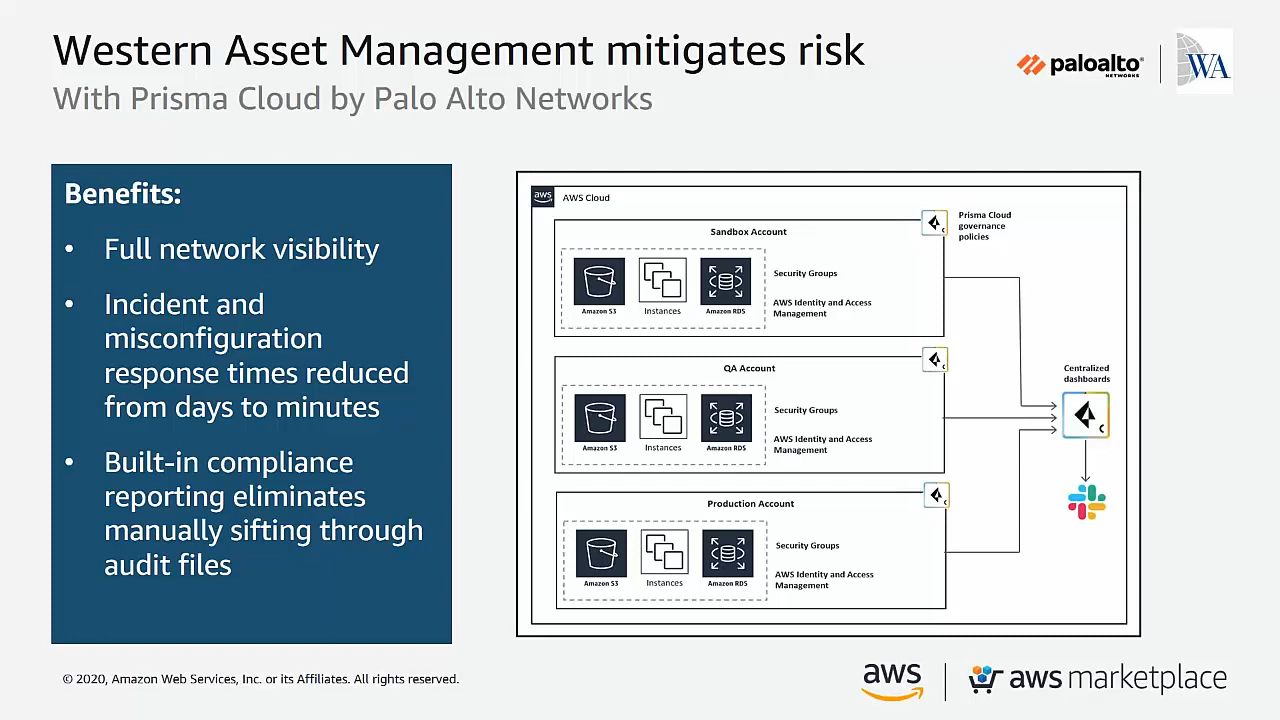 Western Asset Management mitigates risk
With Prisma Cloud by Palo Alto Networks
paloalto
NETWORKS
WA
Benefits:
• Full network visibility
• Incident and
misconfiguration
response times reduced
from days to minutes
• Built-in compliance
reporting eliminates
manually sifting through
audit files
aws
AWS Cloud
Prisma Cloud
governance
policies
Sandbox Account
C
Amazon S3
Instances
Amazon RDS
Security Groups
AWS Identity and Access
Management
QA Account
C
Amazon S3
Instances
Amazon RDS
Security Groups
AWS Identity and Access
Management
Production Account
C
Amazon S3
Instances
Amazon RDS
Security Groups
AWS Identity and Access
Management
Centralized
dashboards
C
© 2020, Amazon Web Services, Inc. or its Affiliates. All rights reserved.
aws
aws marketplace